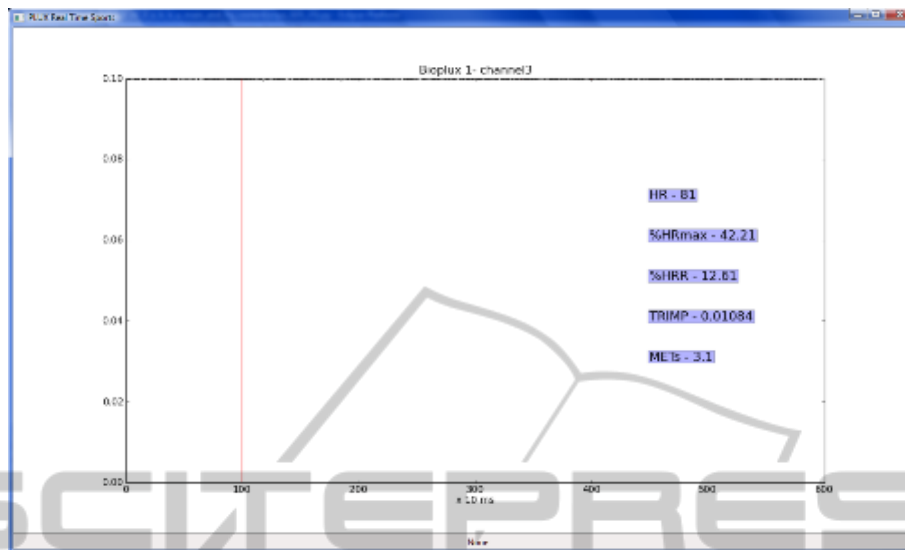 PLUX Real Time Sports
Bioplux 1- channel3
0.10
0.08
HR - 81
0.06
%HRmax - 42.21
%HRR - 12.61
0.04
TRIMP - 0.01084
METs - 3.1
0.02
0.00
0 100 200 300 400 500 600
x 10 ms
SCITEPRESS
None